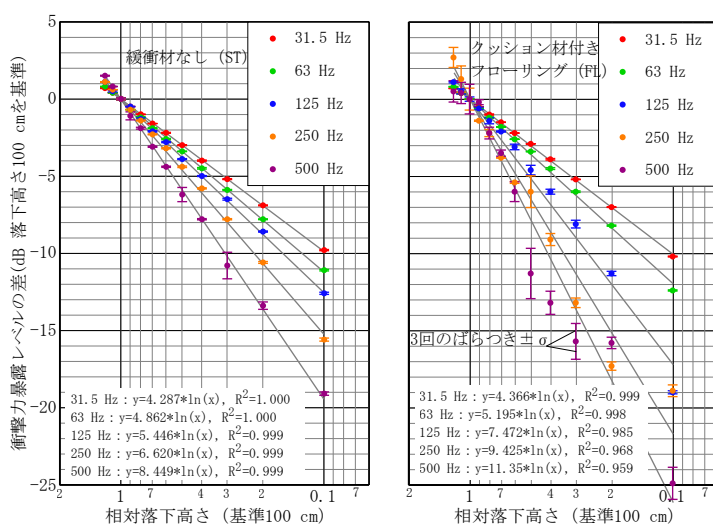 衝撃力暴露レベルの差(dB 落下高さ100 cmを基準)
5
0
−5
−10
−15
−20
−25
緩衝材なし (ST)
31.5 Hz
63 Hz
125 Hz
250 Hz
500 Hz
31.5 Hz：y=4.287*ln(x), R²=1.000
63 Hz：y=4.862*ln(x), R²=1.000
125 Hz：y=5.446*ln(x), R²=0.999
250 Hz：y=6.620*ln(x), R²=0.999
500 Hz：y=8.449*ln(x), R²=0.999
2 1 7 4 3 2 0.1 7
相対落下高さ (基準100 cm)
クッション材付き
フローリング (FL)
31.5 Hz
63 Hz
125 Hz
250 Hz
500 Hz
3回のばらつき±σ
31.5 Hz：y=4.366*ln(x), R²=0.999
63 Hz：y=5.195*ln(x), R²=0.998
125 Hz：y=7.472*ln(x), R²=0.985
250 Hz：y=9.425*ln(x), R²=0.968
500 Hz：y=11.35*ln(x), R²=0.959
2 1 7 4 3 2 0.1 7
相対落下高さ (基準100 cm)